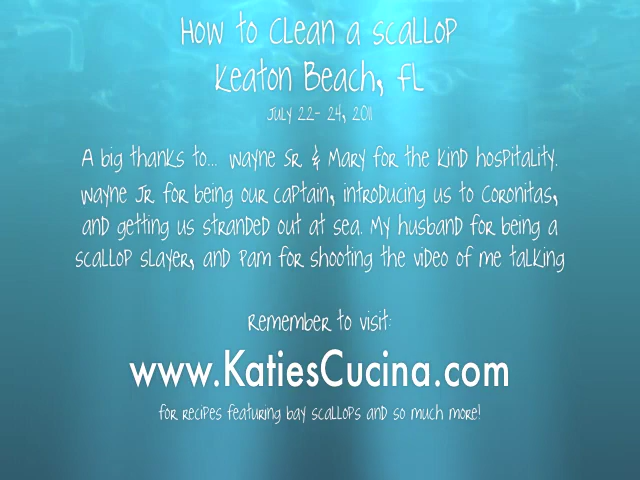 How to Clean a Scallop
Keaton Beach, FL
July 22- 24, 2011
A big thanks to... Wayne Sr. & Mary for the kind hospitality.
Wayne Jr. for being our captain, introducing us to Coronitas,
and getting us stranded out at sea. My husband for being a
scallop slayer, and Pam for shooting the video of me talking
Remember to visit:
www.KatiesCucina.com
for recipes featuring bay scallops and so much more!